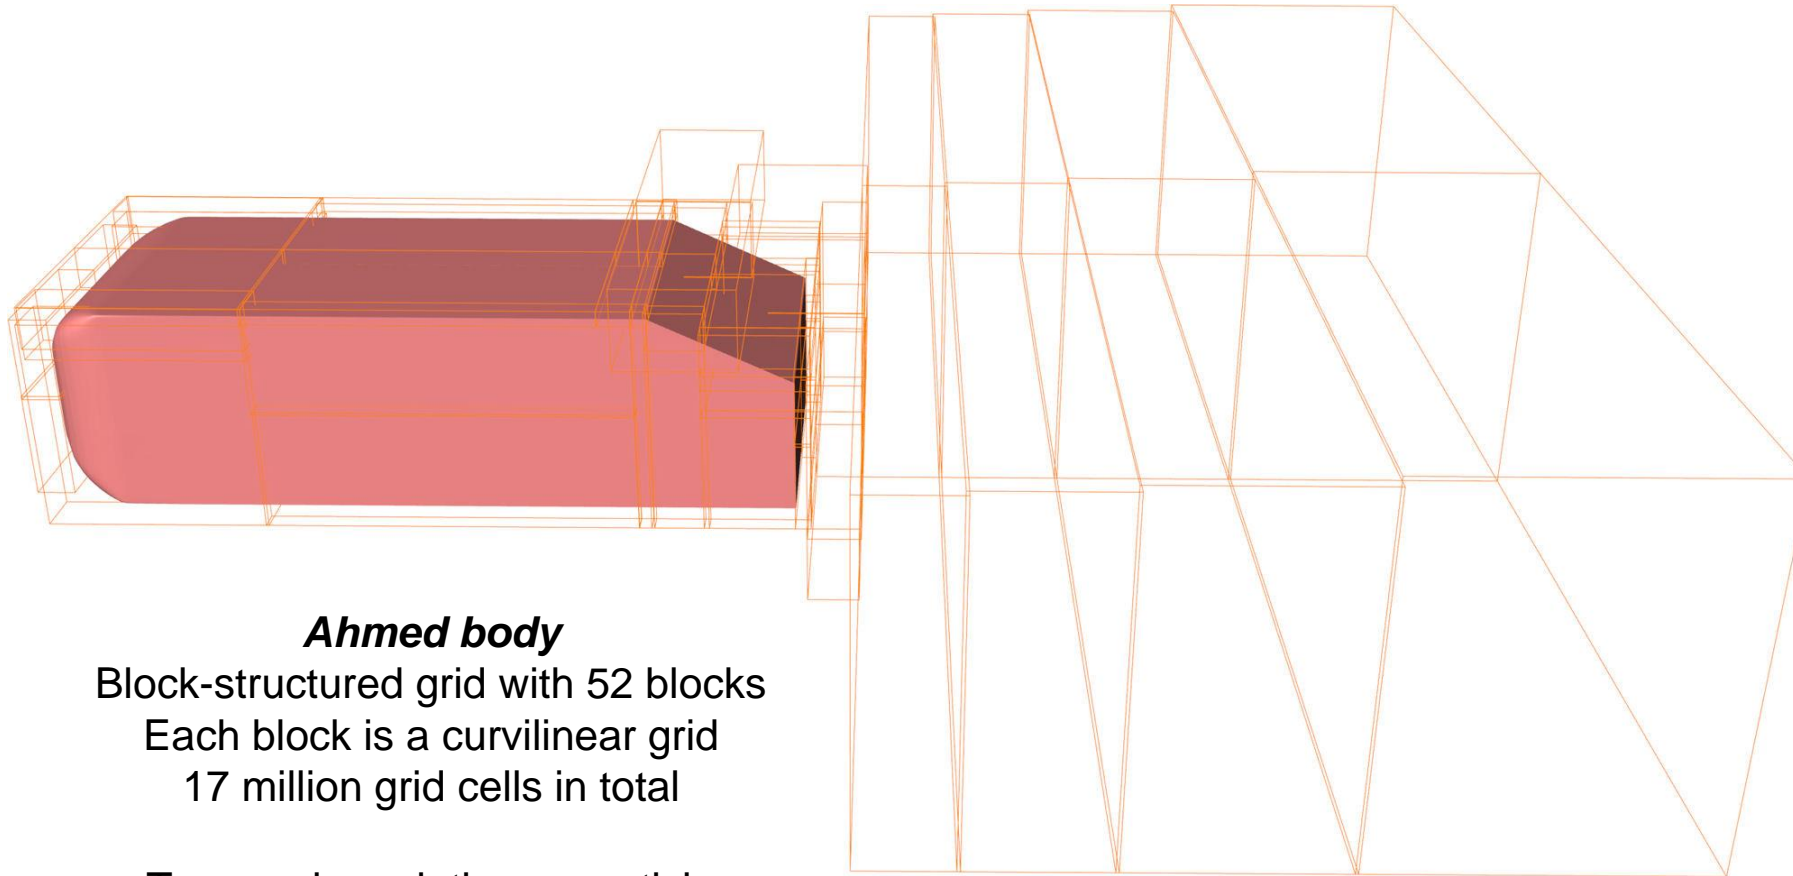 Ahmed body
Block-structured grid with 52 blocks
Each block is a curvilinear grid
17 million grid cells in total